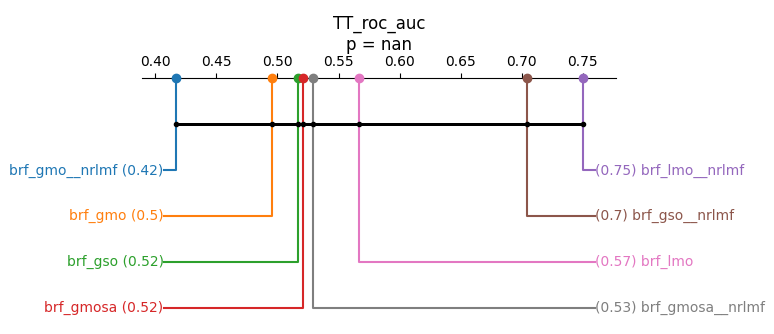 TT_roc_auc
p = nan
0.40 0.45 0.50 0.55 0.60 0.65 0.70 0.75
brf_gmo__nrlmf (0.42) (0.75) brf_lmo__nrlmf
brf_gmo (0.5) (0.7) brf_gso__nrlmf
brf_gso (0.52) (0.57) brf_lmo
brf_gmosa (0.52) (0.53) brf_gmosa__nrlmf